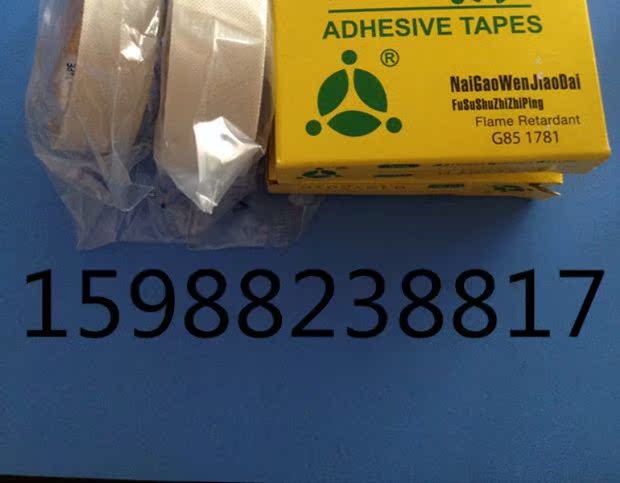 ADHESIVE TAPES
®
NaiGaoWenJiaoDai
FuSuShuZhiZhiPing
Flame Retardant
G85 1781
15988238817